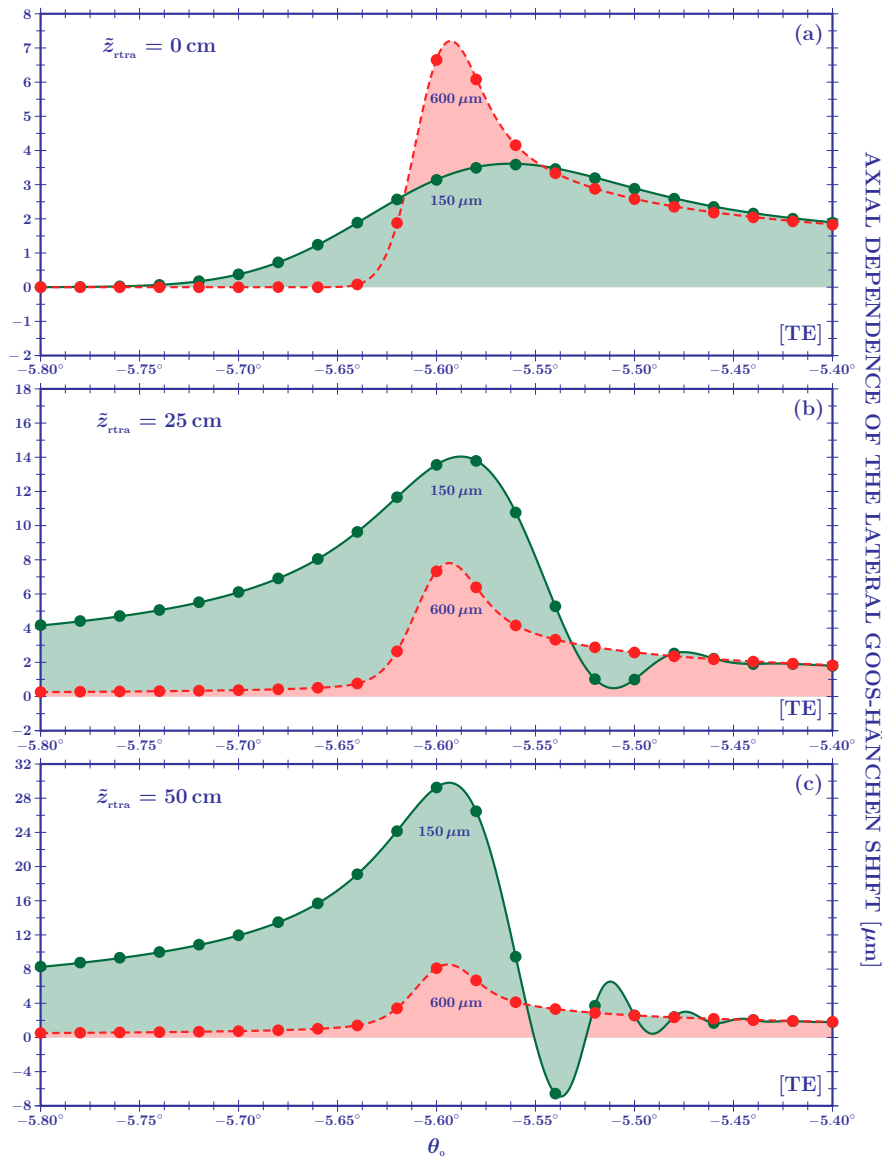 8
7
6
5
4
3
2
1
0
−1
−2
z̃rtra = 0 cm
(a)
600 μm
150 μm
[TE]
−5.80° −5.75° −5.70° −5.65° −5.60° −5.55° −5.50° −5.45° −5.40°
18
16
14
12
10
8
6
4
2
0
−2
z̃rtra = 25 cm
(b)
150 μm
600 μm
[TE]
−5.80° −5.75° −5.70° −5.65° −5.60° −5.55° −5.50° −5.45° −5.40°
32
28
24
20
16
12
8
4
0
−4
−8
z̃rtra = 50 cm
(c)
150 μm
600 μm
[TE]
−5.80° −5.75° −5.70° −5.65° −5.60° −5.55° −5.50° −5.45° −5.40°
θ₀
AXIAL DEPENDENCE OF THE LATERAL GOOS-HÄNCHEN SHIFT [μm]